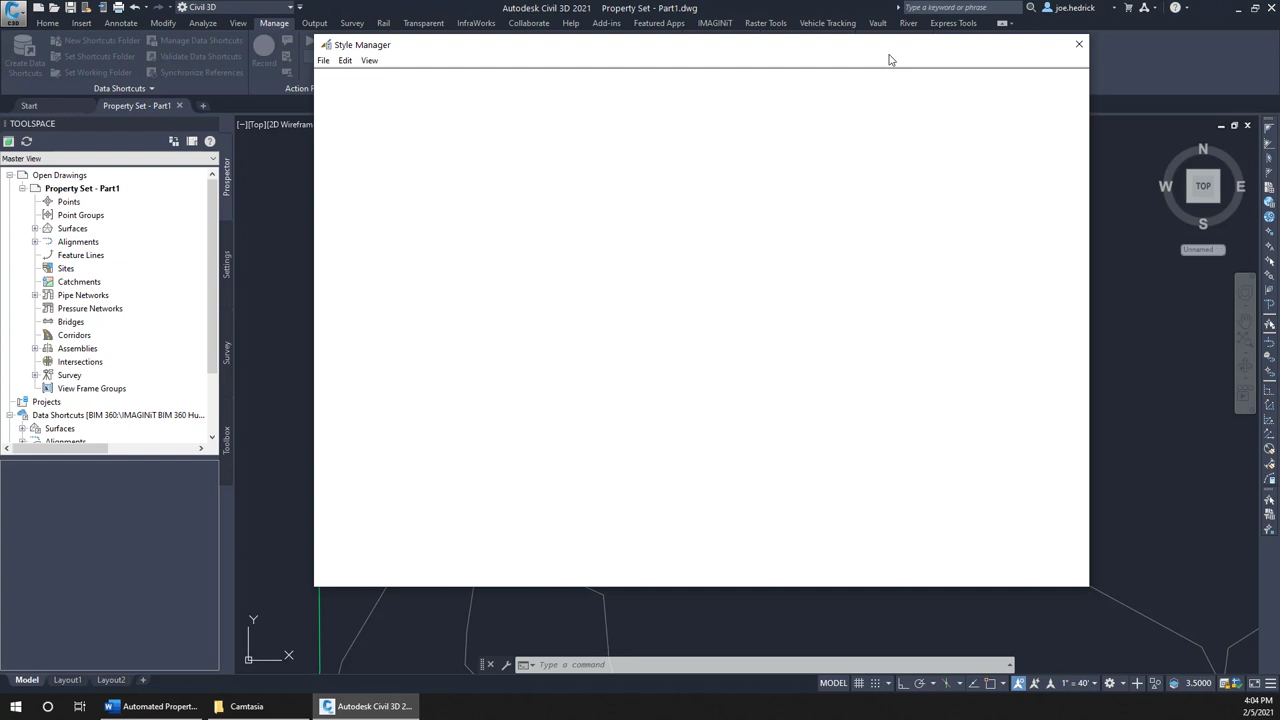 Civil 3D
Autodesk Civil 3D 2021 Property Set - Part1.dwg
Type a keyword or phrase
joe.hedrick
Home Insert Annotate Modify Analyze View Manage Output Survey Rail Transparent InfraWorks Collaborate Help Add-ins Featured Apps IMAGINiT Raster Tools Vehicle Tracking Vault River Express Tools
Create Data
Shortcuts
New Shortcuts Folder
Set Shortcuts Folder
Set Working Folder
Manage Data Shortcuts
Validate Data Shortcuts
Synchronize References
Record
Data Shortcuts
Style Manager
File Edit View
Start Property Set - Part1
TOOLSPACE
[−][Top][2D Wirefram
Master View
Open Drawings
Property Set - Part1
Points
Point Groups
Surfaces
Alignments
Feature Lines
Sites
Catchments
Pipe Networks
Pressure Networks
Bridges
Corridors
Assemblies
Intersections
Survey
View Frame Groups
Projects
Data Shortcuts [BIM 360:\IMAGINiT BIM 360 Hu...
Surfaces
Alignments
Prospector
Settings
Survey
Toolbox
N
W TOP E
S
Unnamed
Y
X
Type a command
Model Layout1 Layout2
MODEL
1" = 40'
3.5000
Automated Propert...
Camtasia
Autodesk Civil 3D 2...
4:04 PM
2/5/2021